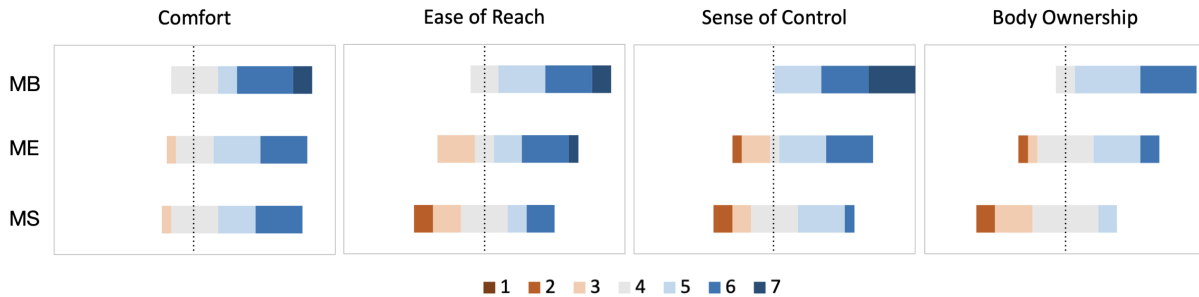 Comfort Ease of Reach Sense of Control Body Ownership
MB
ME
MS
1 2 3 4 5 6 7